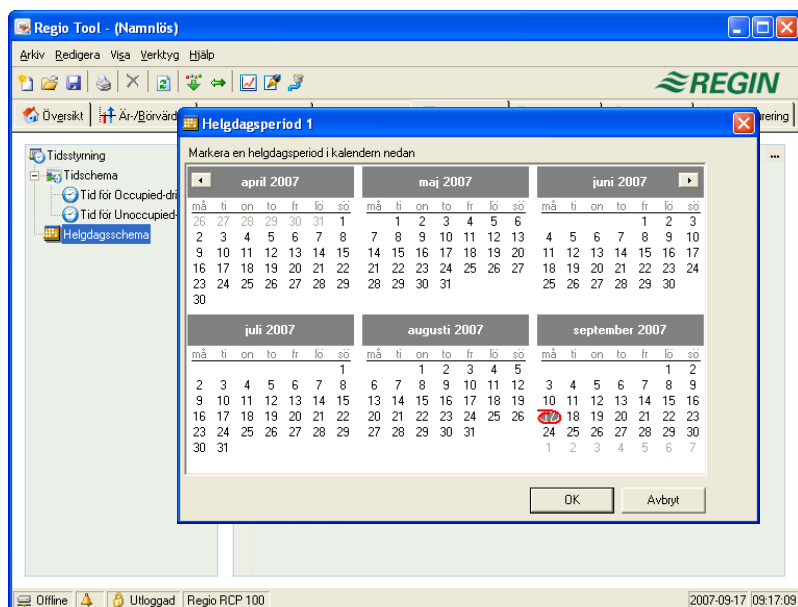 Regio Tool - (Namnlös)
Arkiv Redigera Visa Verktyg Hjälp
REGIN
Översikt Är-/Börvärd
Helgdagsperiod 1
Markera en helgdagsperiod i kalendern nedan
Tidsstyrning
Tidschema
Tid för Occupied-dri
Tid för Unoccupied-
Helgdagsschema
april 2007
må ti on to fr lö sö
26 27 28 29 30 31 1
2 3 4 5 6 7 8
9 10 11 12 13 14 15
16 17 18 19 20 21 22
23 24 25 26 27 28 29
30
maj 2007
må ti on to fr lö sö
1 2 3 4 5 6
7 8 9 10 11 12 13
14 15 16 17 18 19 20
21 22 23 24 25 26 27
28 29 30 31
juni 2007
må ti on to fr lö sö
1 2 3
4 5 6 7 8 9 10
11 12 13 14 15 16 17
18 19 20 21 22 23 24
25 26 27 28 29 30
juli 2007
må ti on to fr lö sö
1
2 3 4 5 6 7 8
9 10 11 12 13 14 15
16 17 18 19 20 21 22
23 24 25 26 27 28 29
30 31
augusti 2007
må ti on to fr lö sö
1 2 3 4 5
6 7 8 9 10 11 12
13 14 15 16 17 18 19
20 21 22 23 24 25 26
27 28 29 30 31
september 2007
må ti on to fr lö sö
1 2
3 4 5 6 7 8 9
10 11 12 13 14 15 16
17 18 19 20 21 22 23
24 25 26 27 28 29 30
1 2 3 4 5 6 7
OK Avbryt
Offline Utloggad Regio RCP 100 2007-09-17 09:17:09